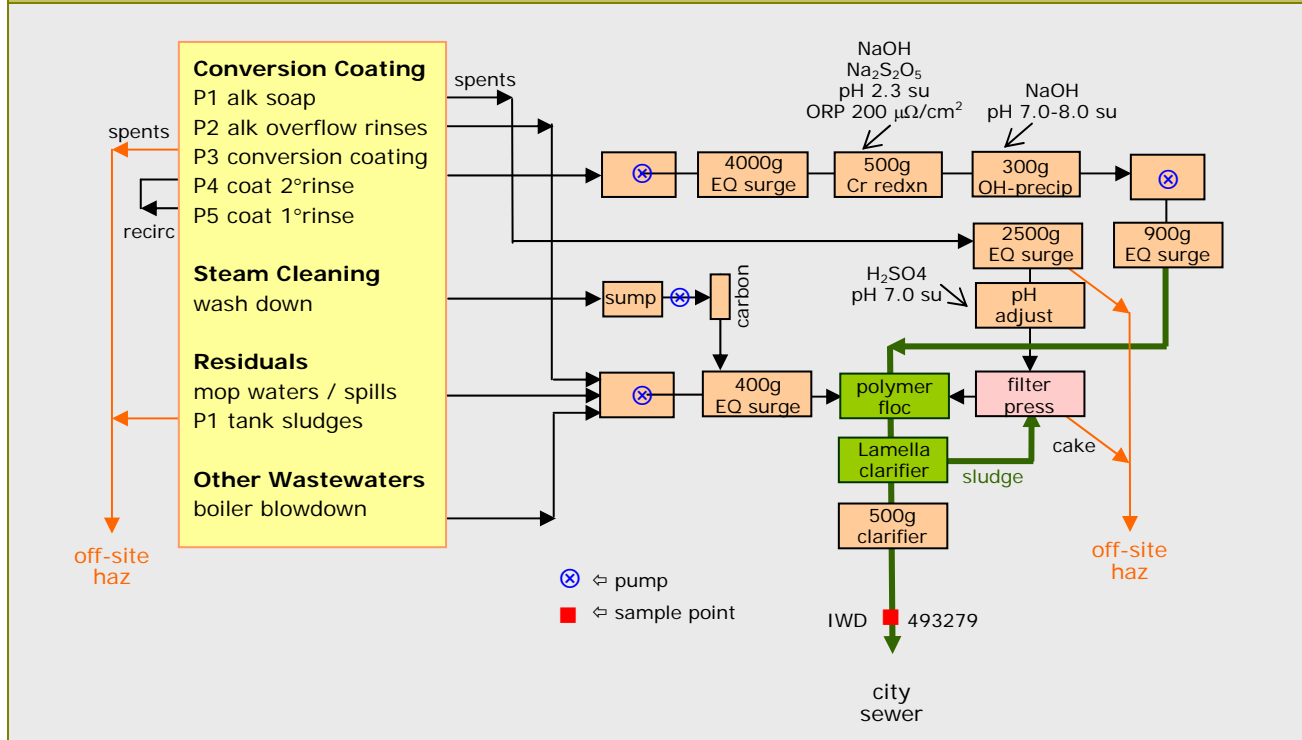 Conversion Coating
P1 alk soap
P2 alk overflow rinses
P3 conversion coating
P4 coat 2°rinse
P5 coat 1°rinse
Steam Cleaning
wash down
Residuals
mop waters / spills
P1 tank sludges
Other Wastewaters
boiler blowdown
spents
recirc
off-site
haz
spents
NaOH
Na₂S₂O₅
pH 2.3 su
ORP 200 µΩ/cm²
NaOH
pH 7.0-8.0 su
4000g
EQ surge
500g
Cr redxn
300g
OH-precip
2500g
EQ surge
900g
EQ surge
H₂SO4
pH 7.0 su
pH
adjust
sump
carbon
400g
EQ surge
polymer
floc
filter
press
Lamella
clarifier
sludge
cake
500g
clarifier
off-site
haz
⊗ ⇦ pump
■ ⇦ sample point
IWD 493279
city
sewer